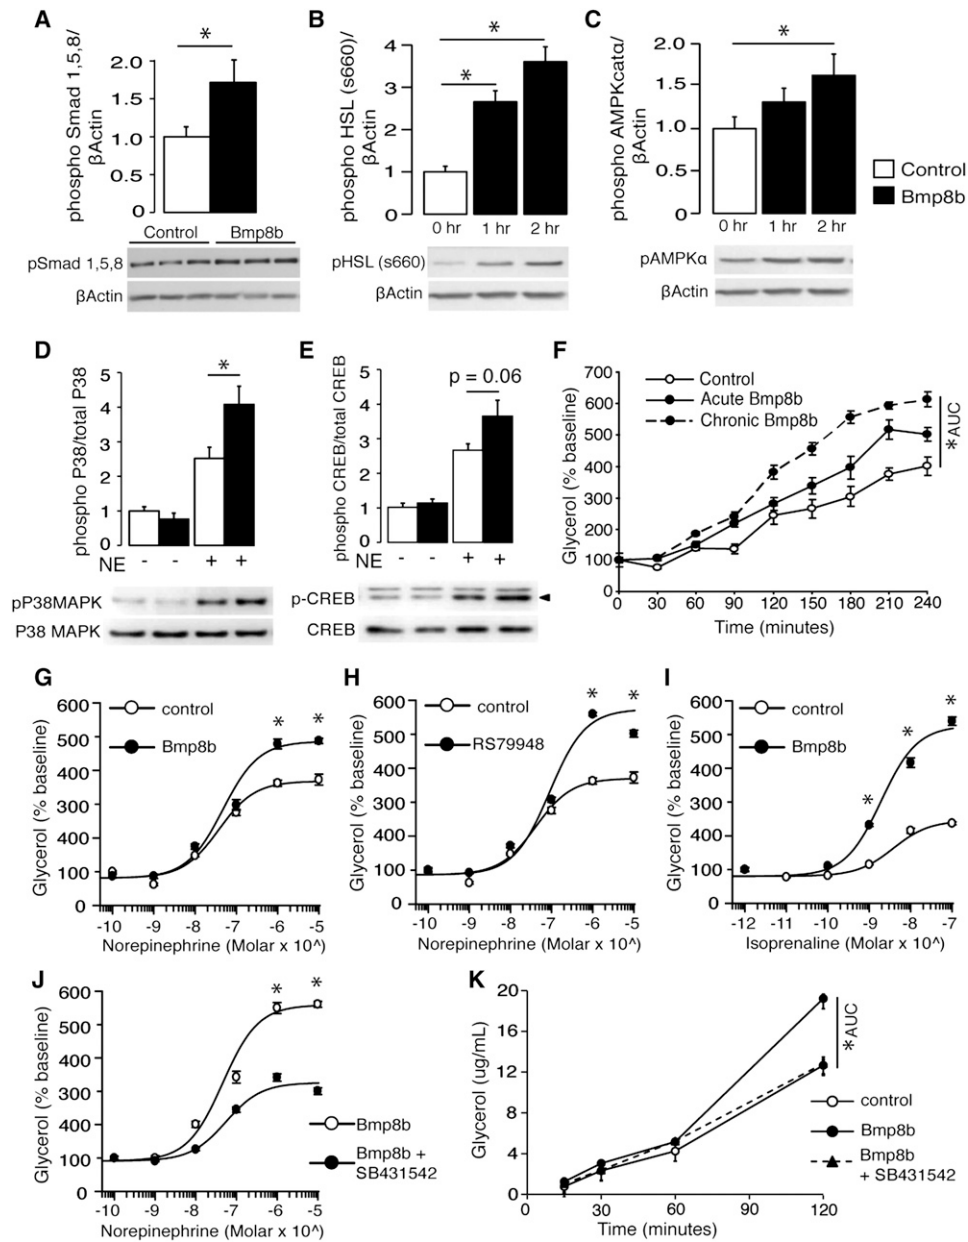 A
phospho Smad 1,5,8/
βActin
2.0
1.5
1.0
0.5
0
*
Control
Bmp8b
pSmad 1,5,8
βActin
B
phospho HSL (s660)/
βActin
4
3
2
1
0
*
*
0 hr
1 hr
2 hr
pHSL (s660)
βActin
C
phospho AMPKcatα/
βActin
2.0
1.5
1.0
0.5
0
*
0 hr
1 hr
2 hr
pAMPKα
βActin
Control
Bmp8b
D
phospho P38/total P38
5
4
3
2
1
0
*
NE
-
-
+
+
pP38MAPK
P38 MAPK
E
phospho CREB/total CREB
5
4
3
2
1
0
p = 0.06
-
-
+
+
p-CREB
CREB
F
Glycerol (% baseline)
700
600
500
400
300
200
100
0
Control
Acute Bmp8b
Chronic Bmp8b
*AUC
0
30
60
90
120
150
180
210
240
Time (minutes)
G
Glycerol (% baseline)
600
500
400
300
400
100
0
control
Bmp8b
*
*
-10
-9
-8
-7
-6
-5
Norepinephrine (Molar x 10^)
H
Glycerol (% baseline)
600
500
400
300
400
100
0
control
RS79948
*
*
-10
-9
-8
-7
-6
-5
Norepinephrine (Molar x 10^)
I
Glycerol (% baseline)
600
500
400
300
400
100
0
control
Bmp8b
*
*
*
-12
-11
-10
-9
-8
-7
Isoprenaline (Molar x 10^)
J
Glycerol (% baseline)
600
500
400
300
400
100
0
*
*
Bmp8b
Bmp8b +
SB431542
-10
-9
-8
-7
-6
-5
Norepinephrine (Molar x 10^)
K
Glycerol (ug/mL)
20
16
12
8
4
0
*AUC
control
Bmp8b
Bmp8b
+ SB431542
0
30
60
90
120
Time (minutes)